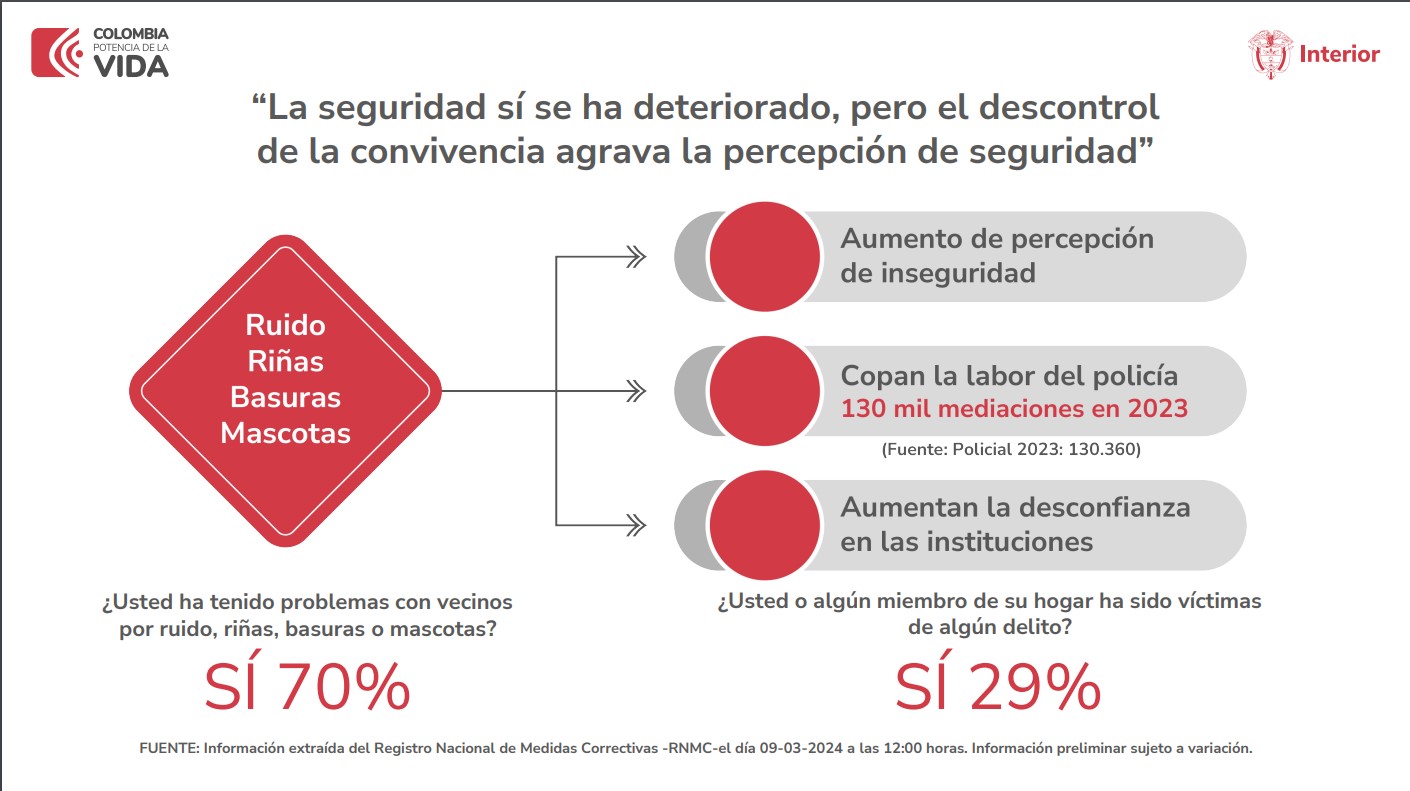 COLOMBIA
POTENCIA DE LA
VIDA
Interior
“La seguridad sí se ha deteriorado, pero el descontrol
de la convivencia agrava la percepción de seguridad”
Ruido
Riñas
Basuras
Mascotas
Aumento de percepción
de inseguridad
Copan la labor del policía
130 mil mediaciones en 2023
(Fuente: Policial 2023: 130.360)
Aumentan la desconfianza
en las instituciones
¿Usted ha tenido problemas con vecinos
por ruido, riñas, basuras o mascotas?
SÍ 70%
¿Usted o algún miembro de su hogar ha sido víctimas
de algún delito?
SÍ 29%
FUENTE: Información extraída del Registro Nacional de Medidas Correctivas -RNMC-el día 09-03-2024 a las 12:00 horas. Información preliminar sujeto a variación.